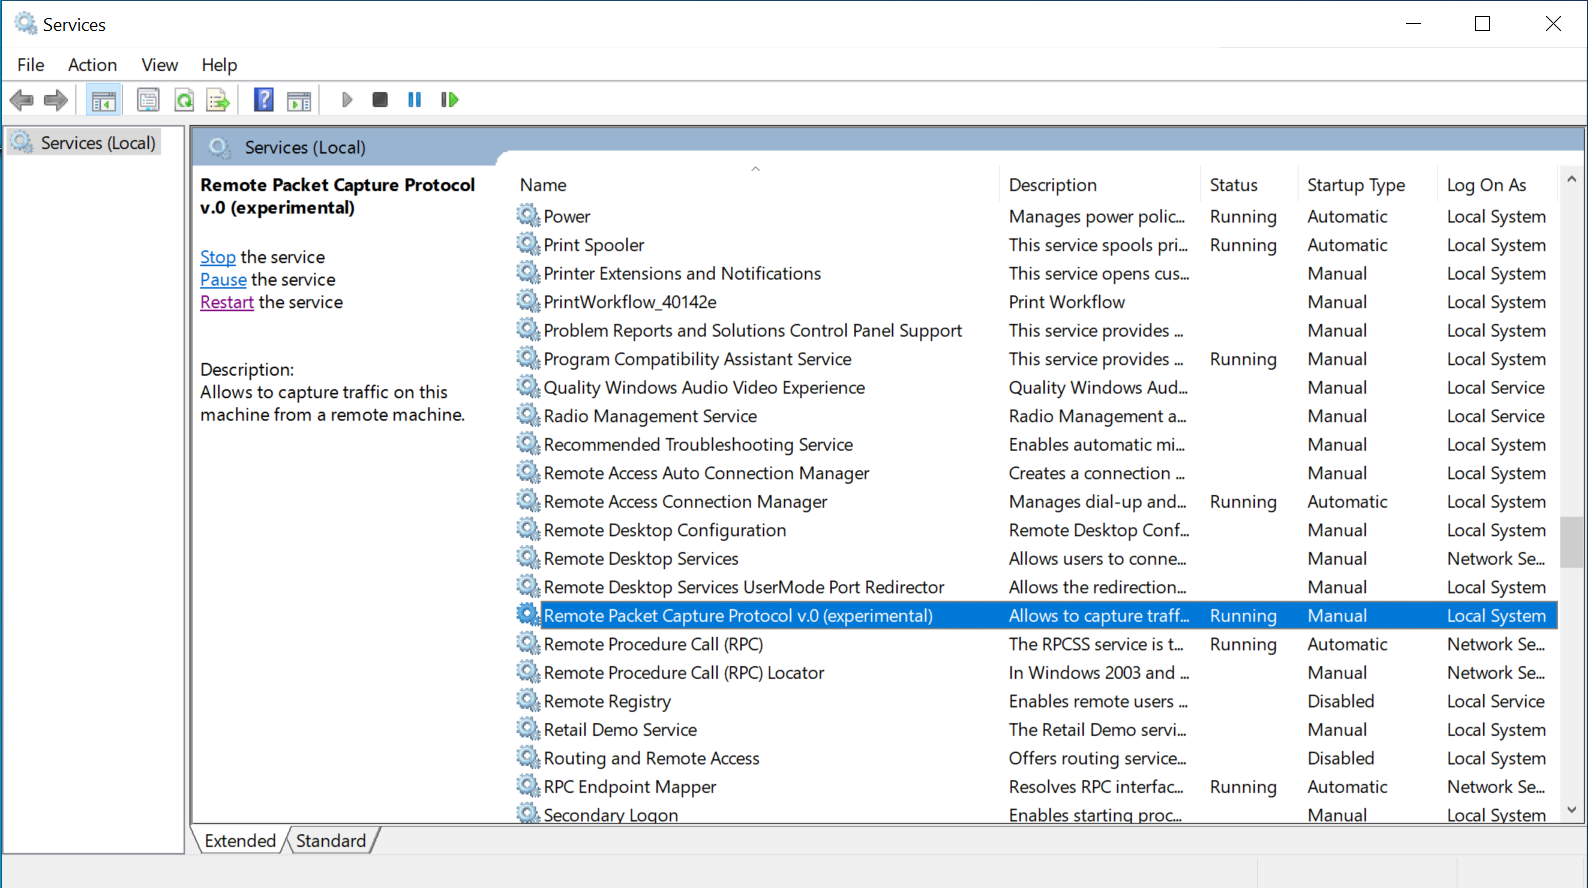 Services
File Action View Help
Services (Local)
Services (Local)
Remote Packet Capture Protocol
v.0 (experimental)
Stop the service
Pause the service
Restart the service
Description:
Allows to capture traffic on this
machine from a remote machine.
Name Description Status Startup Type Log On As
Power Manages power polic... Running Automatic Local System
Print Spooler This service spools pri... Running Automatic Local System
Printer Extensions and Notifications This service opens cus... Manual Local System
PrintWorkflow_40142e Print Workflow Manual Local System
Problem Reports and Solutions Control Panel Support This service provides ... Manual Local System
Program Compatibility Assistant Service This service provides ... Running Manual Local System
Quality Windows Audio Video Experience Quality Windows Aud... Manual Local Service
Radio Management Service Radio Management a... Manual Local Service
Recommended Troubleshooting Service Enables automatic mi... Manual Local System
Remote Access Auto Connection Manager Creates a connection ... Manual Local System
Remote Access Connection Manager Manages dial-up and... Running Automatic Local System
Remote Desktop Configuration Remote Desktop Conf... Manual Local System
Remote Desktop Services Allows users to conne... Manual Network Se...
Remote Desktop Services UserMode Port Redirector Allows the redirection... Manual Local System
Remote Packet Capture Protocol v.0 (experimental) Allows to capture traff... Running Manual Local System
Remote Procedure Call (RPC) The RPCSS service is t... Running Automatic Network Se...
Remote Procedure Call (RPC) Locator In Windows 2003 and ... Manual Network Se...
Remote Registry Enables remote users ... Disabled Local Service
Retail Demo Service The Retail Demo servi... Manual Local System
Routing and Remote Access Offers routing service... Disabled Local System
RPC Endpoint Mapper Resolves RPC interfac... Running Automatic Network Se...
Secondary Logon Enables starting proc... Manual Local System
Extended Standard